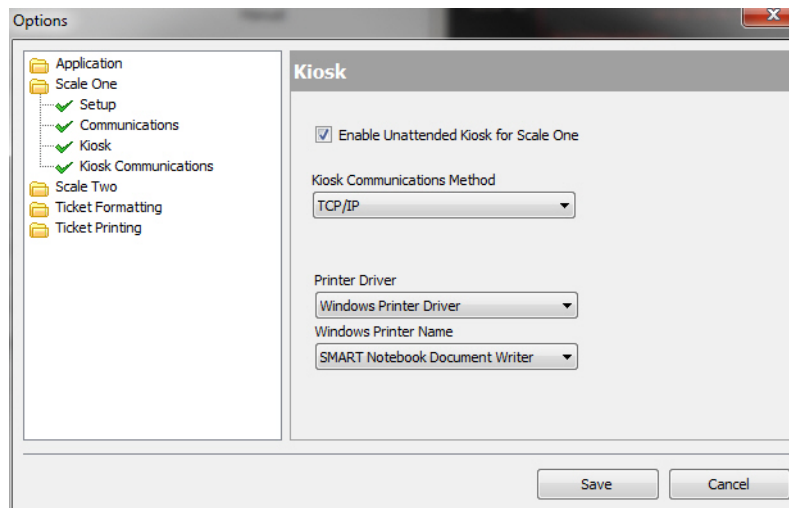 Options
Application
Scale One
Setup
Communications
Kiosk
Kiosk Communications
Scale Two
Ticket Formatting
Ticket Printing
Kiosk
Enable Unattended Kiosk for Scale One
Kiosk Communications Method
TCP/IP
Printer Driver
Windows Printer Driver
Windows Printer Name
SMART Notebook Document Writer
Save
Cancel